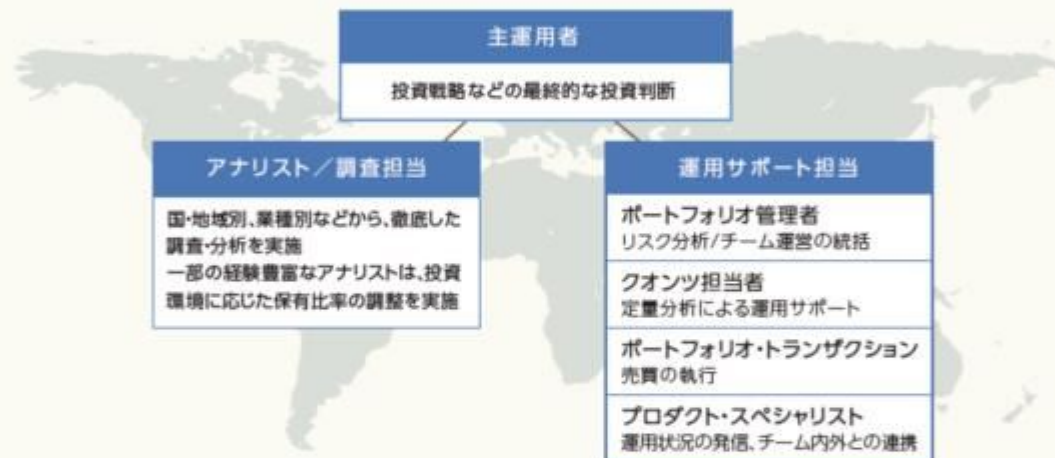 主運用者
投資戦略などの最終的な投資判断
アナリスト／調査担当
国・地域別、業種別などから、徹底した
調査・分析を実施
一部の経験豊富なアナリストは、投資
環境に応じた保有比率の調整を実施
運用サポート担当
ポートフォリオ管理者
リスク分析/チーム運営の統括
クオンツ担当者
定量分析による運用サポート
ポートフォリオ・トランザクション
売買の執行
プロダクト・スペシャリスト
運用状況の発信、チーム内外との連携